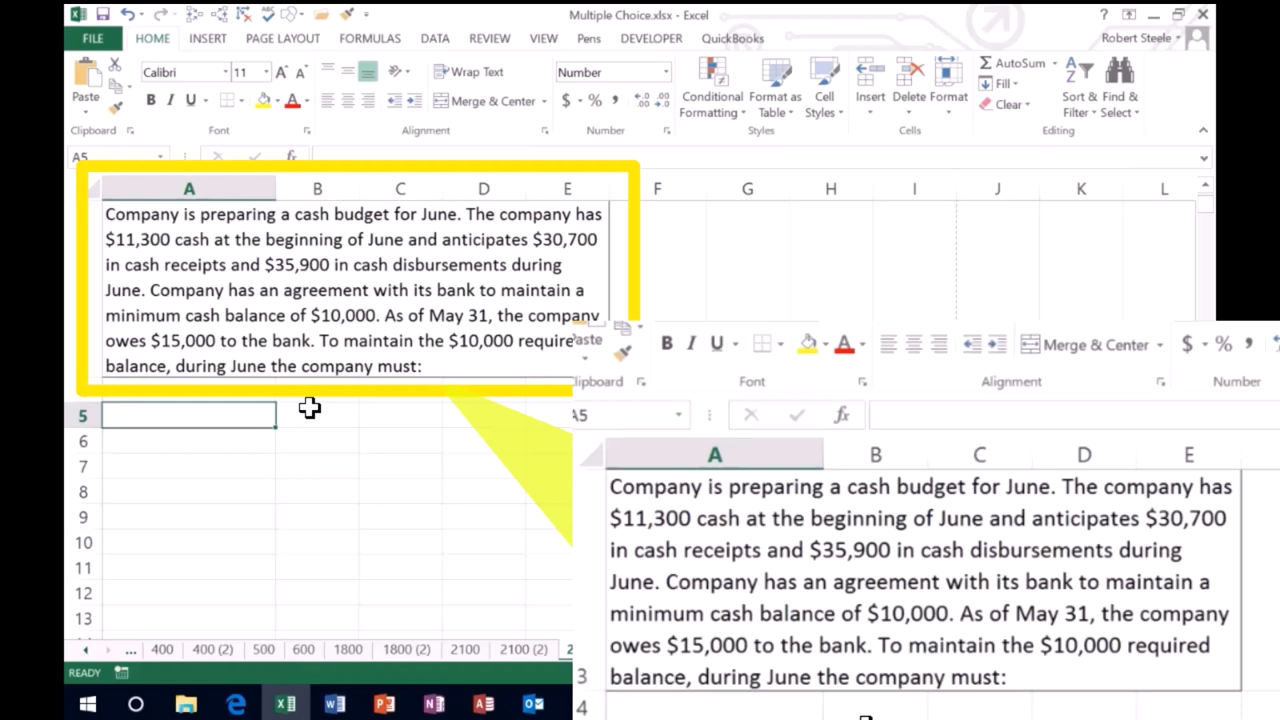 Multiple Choice.xlsx - Excel
?
FILE HOME INSERT PAGE LAYOUT FORMULAS DATA REVIEW VIEW Pens DEVELOPER QuickBooks Robert Steele
Calibri 11 Wrap Text Number AutoSum
Fill
Clear
Paste B I U Merge & Center $ % Conditional Formatting Format as Table Cell Styles Insert Delete Format Sort & Filter Find & Select
Clipboard Font Alignment Number Styles Cells Editing
A5 fx
A B C D E F G H I J K L
Company is preparing a cash budget for June. The company has
$11,300 cash at the beginning of June and anticipates $30,700
in cash receipts and $35,900 in cash disbursements during
June. Company has an agreement with its bank to maintain a
minimum cash balance of $10,000. As of May 31, the company
owes $15,000 to the bank. To maintain the $10,000 require
balance, during June the company must:
5
6
7
8
9
10
11
12
13
... 400 400 (2) 500 600 1800 1800 (2) 2100 2100 (2) 2
READY
aste B I U Merge & Center $ %
lipboard Font Alignment Number
A5 fx
A B C D E
Company is preparing a cash budget for June. The company has
$11,300 cash at the beginning of June and anticipates $30,700
in cash receipts and $35,900 in cash disbursements during
June. Company has an agreement with its bank to maintain a
minimum cash balance of $10,000. As of May 31, the company
owes $15,000 to the bank. To maintain the $10,000 required
3 balance, during June the company must:
4